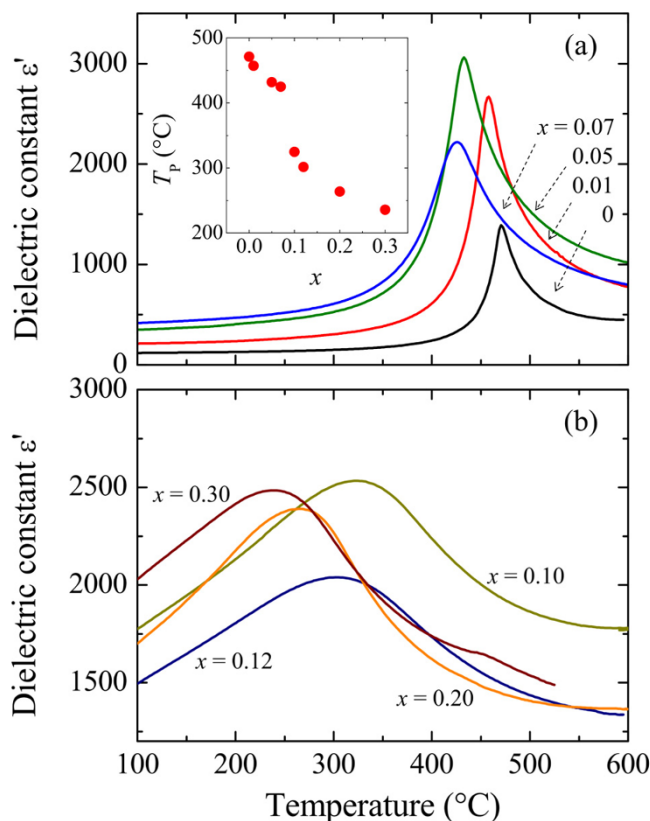 (a)
Dielectric constant ε'
3000
2000
1000
0
500
400
300
200
T_P (°C)
0.0 0.1 0.2 0.3
x
x = 0.07
0.05
0.01
0
(b)
Dielectric constant ε'
3000
2500
2000
1500
x = 0.30
x = 0.10
x = 0.12
x = 0.20
100 200 300 400 500 600
Temperature (°C)